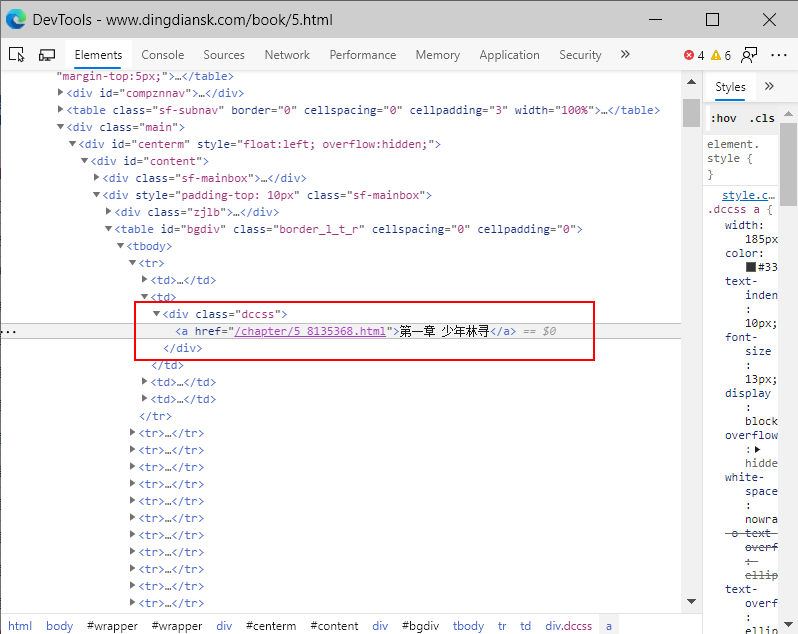 DevTools - www.dingdiansk.com/book/5.html
Elements Console Sources Network Performance Memory Application Security » 4 6 ···
"margin-top:5px;">…</table>
<div id="compznnav">…</div>
<table class="sf-subnav" border="0" cellspacing="0" cellpadding="3" width="100%">…</table>
<div class="main">
<div id="centerm" style="float:left; overflow:hidden;">
<div id="content">
<div class="sf-mainbox">…</div>
<div style="padding-top: 10px" class="sf-mainbox">
<div class="zjlb">…</div>
<table id="bgdiv" class="border_l_t_r" cellspacing="0" cellpadding="0">
<tbody>
<tr>
<td>…</td>
<td>
<div class="dccss">
<a href="/chapter/5_8135368.html">第一章 少年林寻</a> == $0
</div>
</td>
<td>…</td>
<td>…</td>
</tr>
<tr>…</tr>
<tr>…</tr>
<tr>…</tr>
<tr>…</tr>
<tr>…</tr>
<tr>…</tr>
<tr>…</tr>
<tr>…</tr>
<tr>…</tr>
<tr>…</tr>
<tr>…</tr>
html body #wrapper #wrapper div #centerm #content div #bgdiv tbody tr td div.dccss a
Styles »
:hov .cls
element.
style {
}
style.c…
.dccss a {
width:
185px
color:
#33
text-
inden
:
10px;
font-
size
:
13px;
display
:
block
overflow
:
hidde
white-
space
:
nowra
o-text-
overf
:
ellip
text-
overf
:
ellip